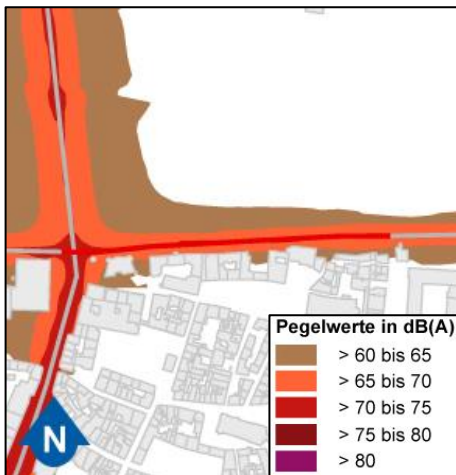 Pegelwerte in dB(A)
> 60 bis 65
> 65 bis 70
> 70 bis 75
> 75 bis 80
> 80
N